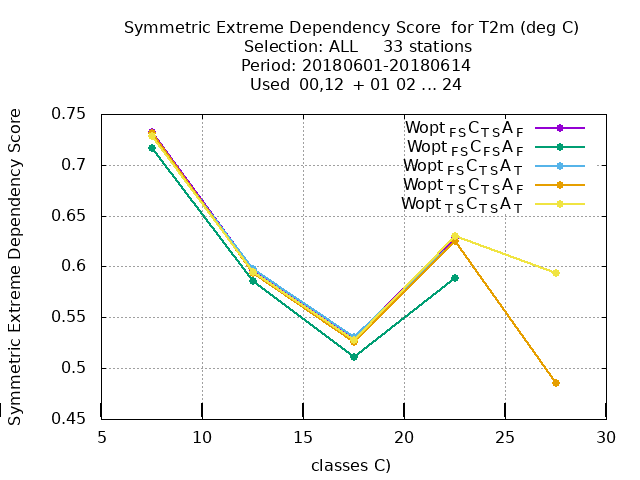 Symmetric Extreme Dependency Score  for T2m (deg C)
Selection: ALL     33 stations
Period: 20180601-20180614
Used  00,12  + 01 02 ... 24
Symmetric Extreme Dependency Score
0.75
0.7
0.65
0.6
0.55
0.5
0.45
Wopt FS C TS A F
Wopt FS C FS A F
Wopt FS C TS A T
Wopt TS C TS A F
Wopt TS C TS A T
5 10 15 20 25 30
classes C)